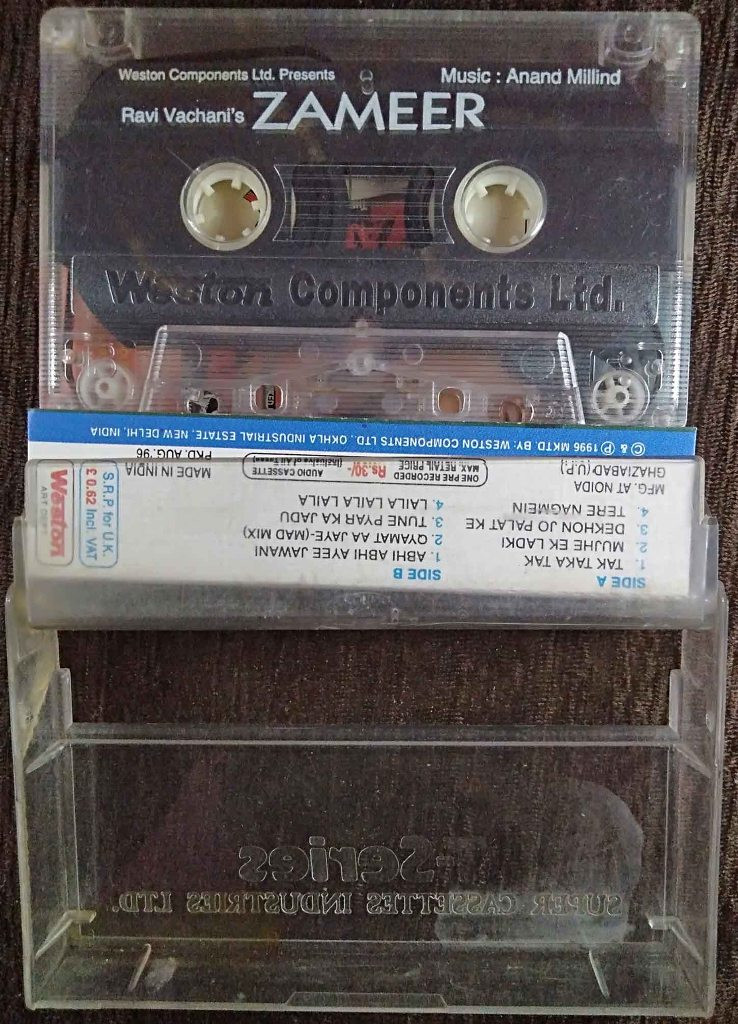 Weston Components Ltd. Presents
Music : Anand Millind
Ravi Vachani's ZAMEER
Weston Components Ltd.
SIDE A
1. TAK TAKA TAK
2. MUJHE EK LADKI
3. DEKHON JO PALAT KE
4. TERE NAGMEIN
SIDE B
1. ABHI ABHI AYEE JAWANI
2. QYAMAT AA JAYE-(MAD MIX)
3. TUNE PYAR KA JADU
4. LAILA LAILA LAILA
MFG. AT NOIDA
GHAZIABAD (U.P.)
ONE PRE RECORDED
AUDIO CASSETTE
MAX. RETAIL PRICE
Rs.30/-
(Inclusive of All Taxes)
MADE IN INDIA
PKD. AUG.'96
S.R.P. for U.K.
£ 0.62 Incl. VAT
Weston
© & ℗ 1996 MKTD. BY: WESTON COMPONENTS LTD. OKHLA INDUSTRIAL ESTATE, NEW DELHI, INDIA
T-Series
SUPER CASSETTES INDUSTRIES LTD.